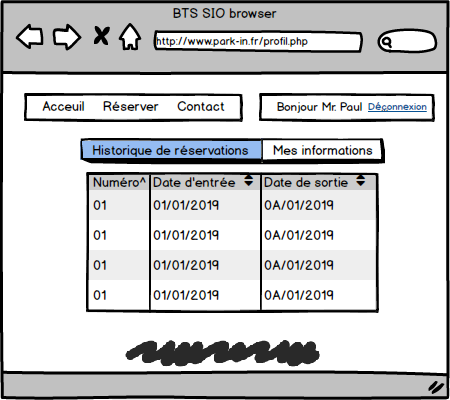 BTS SIO browser
http://www.park-in.fr/profil.php
Acceuil Réserver Contact
Bonjour Mr. Paul Déconnexion
Historique de réservations Mes informations
Numéro^ Date d'entrée Date de sortie
01 01/01/2019 0A/01/2019
01 01/01/2019 0A/01/2019
01 01/01/2019 0A/01/2019
01 01/01/2019 0A/01/2019